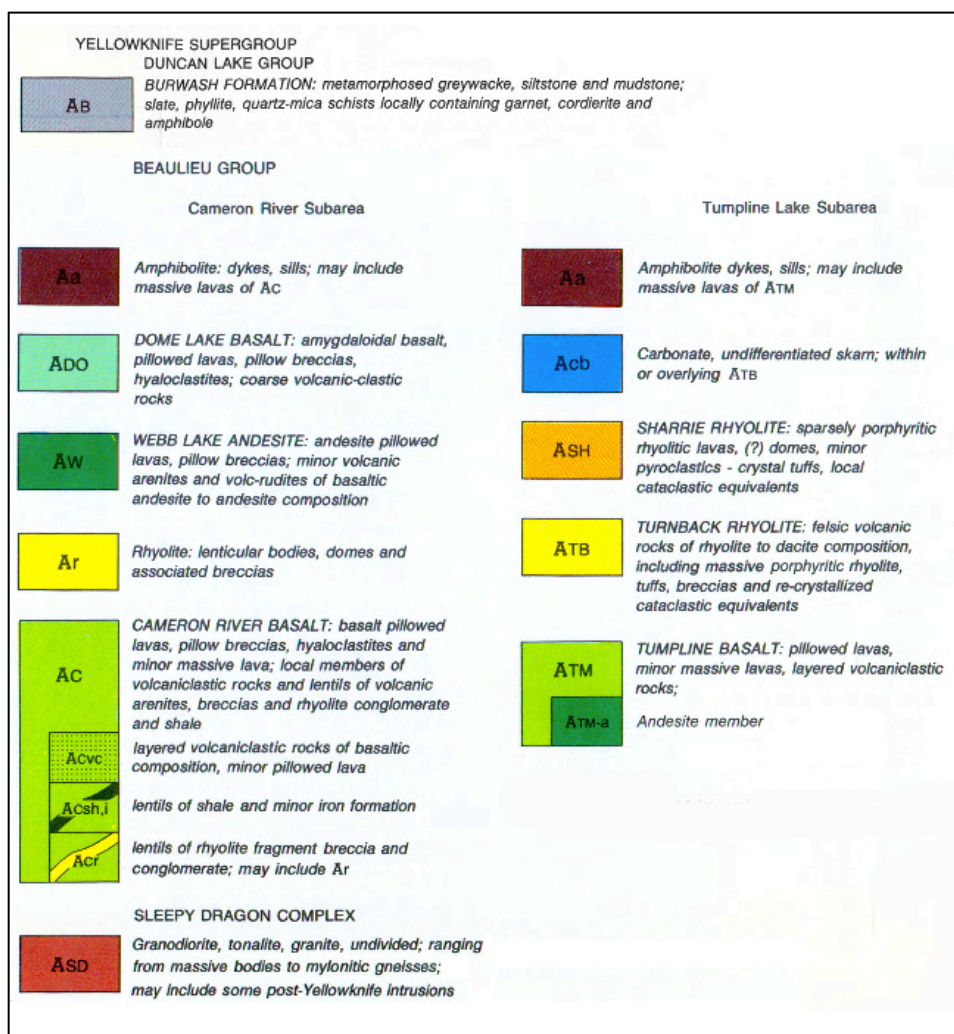 YELLOWKNIFE SUPERGROUP
DUNCAN LAKE GROUP
AB
BURWASH FORMATION: metamorphosed greywacke, siltstone and mudstone;
slate, phyllite, quartz-mica schists locally containing garnet, cordierite and
amphibole
BEAULIEU GROUP
Cameron River Subarea
Aa
Amphibolite: dykes, sills; may include
massive lavas of AC
ADO
DOME LAKE BASALT: amygdaloidal basalt,
pillowed lavas, pillow breccias,
hyaloclastites; coarse volcanic-clastic
rocks
AW
WEBB LAKE ANDESITE: andesite pillowed
lavas, pillow breccias; minor volcanic
arenites and volc-rudites of basaltic
andesite to andesite composition
Ar
Rhyolite: lenticular bodies, domes and
associated breccias
AC
CAMERON RIVER BASALT: basalt pillowed
lavas, pillow breccias, hyaloclastites and
minor massive lava; local members of
volcaniclastic rocks and lentils of volcanic
arenites, breccias and rhyolite conglomerate
and shale
ACvc
layered volcaniclastic rocks of basaltic
composition, minor pillowed lava
ACsh,i
lentils of shale and minor iron formation
ACr
lentils of rhyolite fragment breccia and
conglomerate; may include Ar
SLEEPY DRAGON COMPLEX
ASD
Granodiorite, tonalite, granite, undivided; ranging
from massive bodies to mylonitic gneisses;
may include some post-Yellowknife intrusions
Tumpline Lake Subarea
Aa
Amphibolite dykes, sills; may include
massive lavas of ATM
Acb
Carbonate, undifferentiated skarn; within
or overlying ATB
ASH
SHARRIE RHYOLITE: sparsely porphyritic
rhyolitic lavas, (?) domes, minor
pyroclastics - crystal tuffs, local
cataclastic equivalents
ATB
TURNBACK RHYOLITE: felsic volcanic
rocks of rhyolite to dacite composition,
including massive porphyritic rhyolite,
tuffs, breccias and re-crystallized
cataclastic equivalents
ATM
TUMPLINE BASALT: pillowed lavas,
minor massive lavas, layered volcaniclastic
rocks;
ATM-a
Andesite member